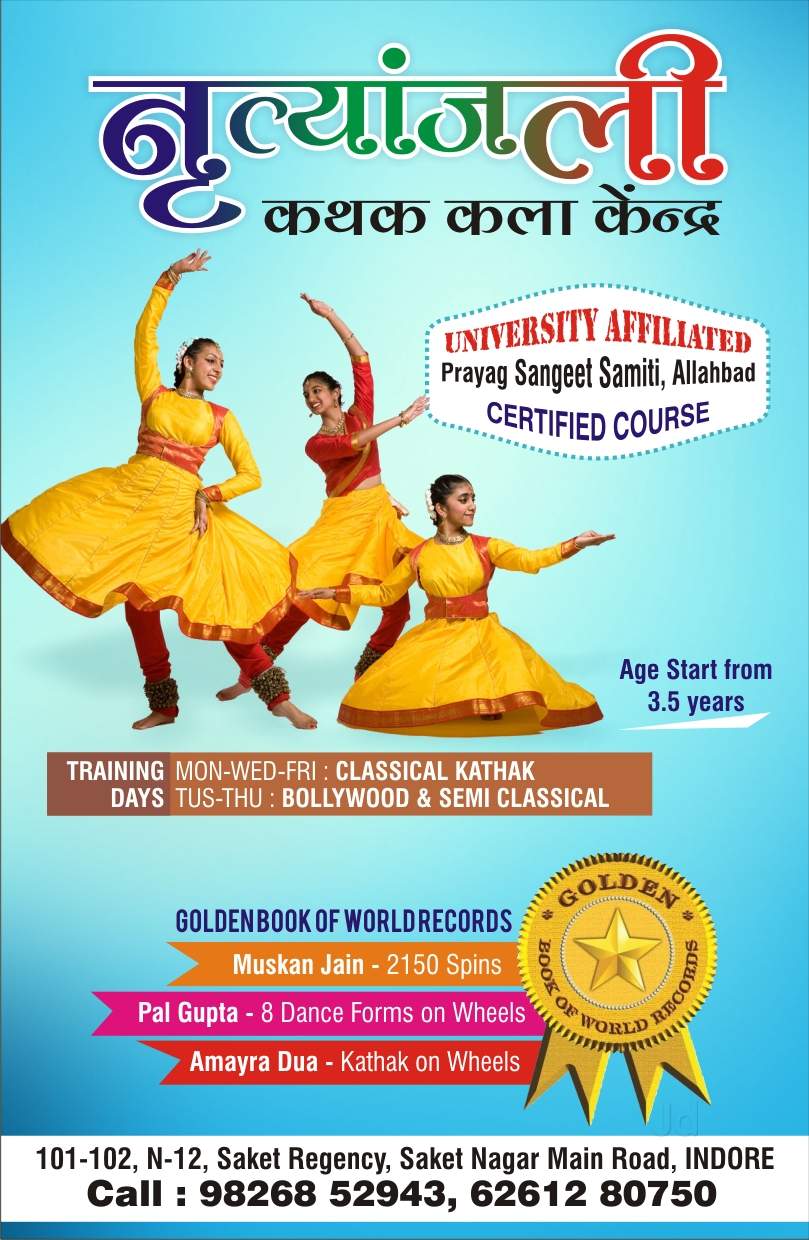 नृत्यांजली
कथक कला केंन्द्र
UNIVERSITY AFFILIATED
Prayag Sangeet Samiti, Allahbad
CERTIFIED COURSE
Age Start from
3.5 years
TRAINING MON-WED-FRI : CLASSICAL KATHAK
DAYS TUS-THU : BOLLYWOOD & SEMI CLASSICAL
GOLDEN BOOK OF WORLD RECORDS
Muskan Jain - 2150 Spins
Pal Gupta - 8 Dance Forms on Wheels
Amayra Dua - Kathak on Wheels
GOLDEN
BOOK OF WORLD RECORDS
Jd
101-102, N-12, Saket Regency, Saket Nagar Main Road, INDORE
Call : 98268 52943, 62612 80750